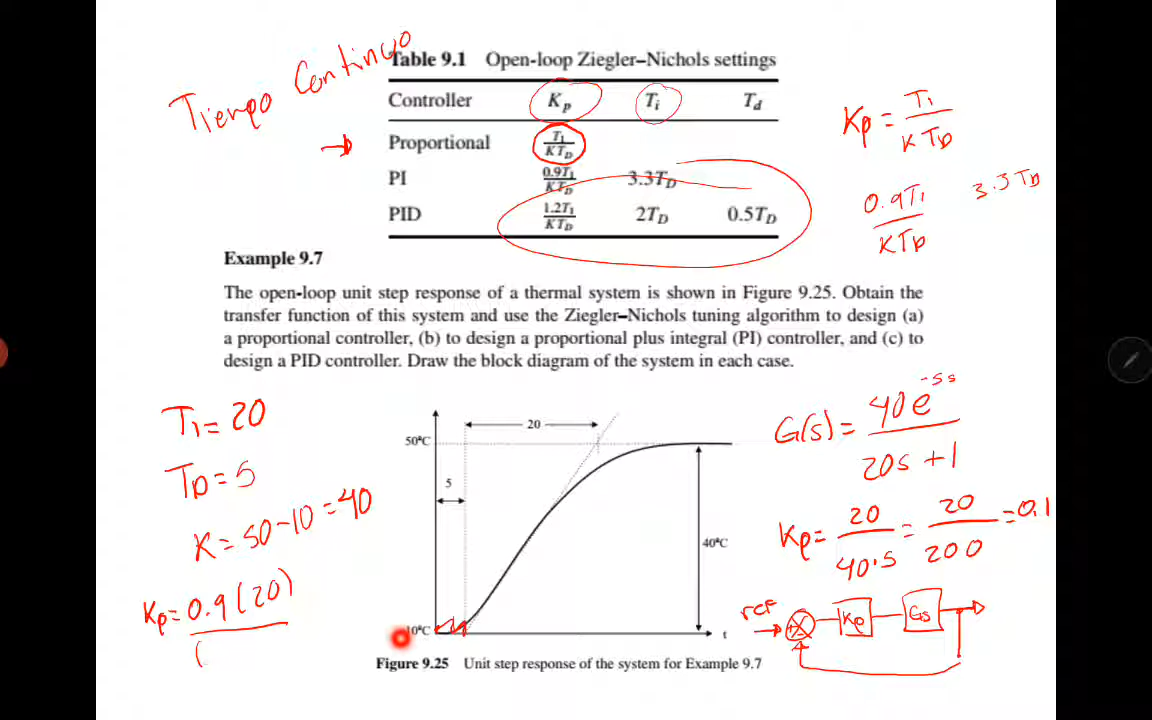 Tiempo Continuo
Table 9.1 Open-loop Ziegler–Nichols settings
Controller Kp Ti Td
→ Proportional T1/KTD
PI 0.9T1/KTD 3.3TD
PID 1.2T1/KTD 2TD 0.5TD
Kp = T1/KTD
0.9T1/KTD 3.3TD
Example 9.7
The open-loop unit step response of a thermal system is shown in Figure 9.25. Obtain the
transfer function of this system and use the Ziegler–Nichols tuning algorithm to design (a)
a proportional controller, (b) to design a proportional plus integral (PI) controller, and (c) to
design a PID controller. Draw the block diagram of the system in each case.
T1 = 20
TD = 5
K = 50 - 10 = 40
Kp = 0.9(20)
(
20
50°C
5
40°C
10°C
t
G(s) = 40e^-5s/20s + 1
Kp = 20/40·5 = 20/200 = 0.1
ref Kp Gs
Figure 9.25 Unit step response of the system for Example 9.7